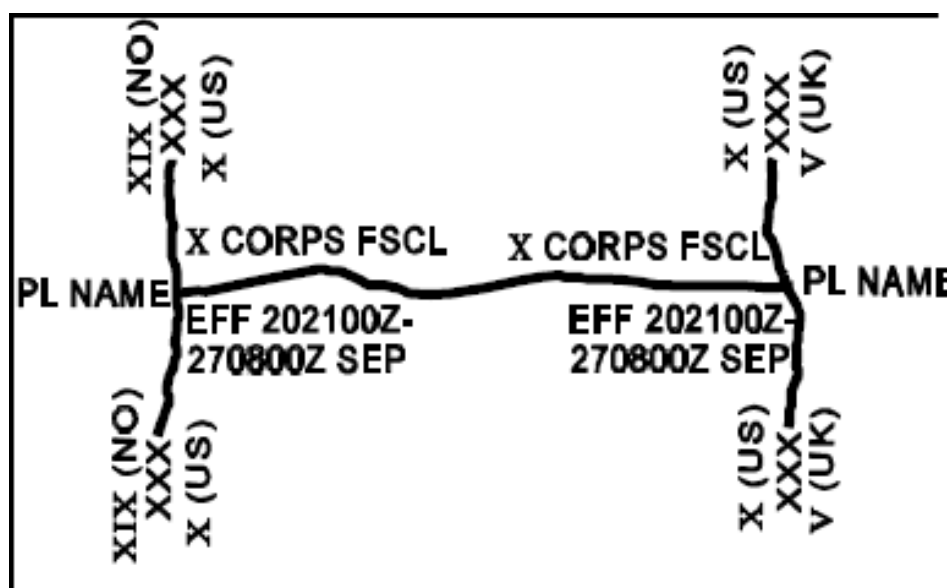 XIX (NO)
XXX
X (US)
X (US)
XXX
V (UK)
X CORPS FSCL
X CORPS FSCL
PL NAME
PL NAME
EFF 202100Z-
270800Z SEP
EFF 202100Z-
270800Z SEP
XIX (NO)
XXX
X (US)
X (US)
XXX
V (UK)